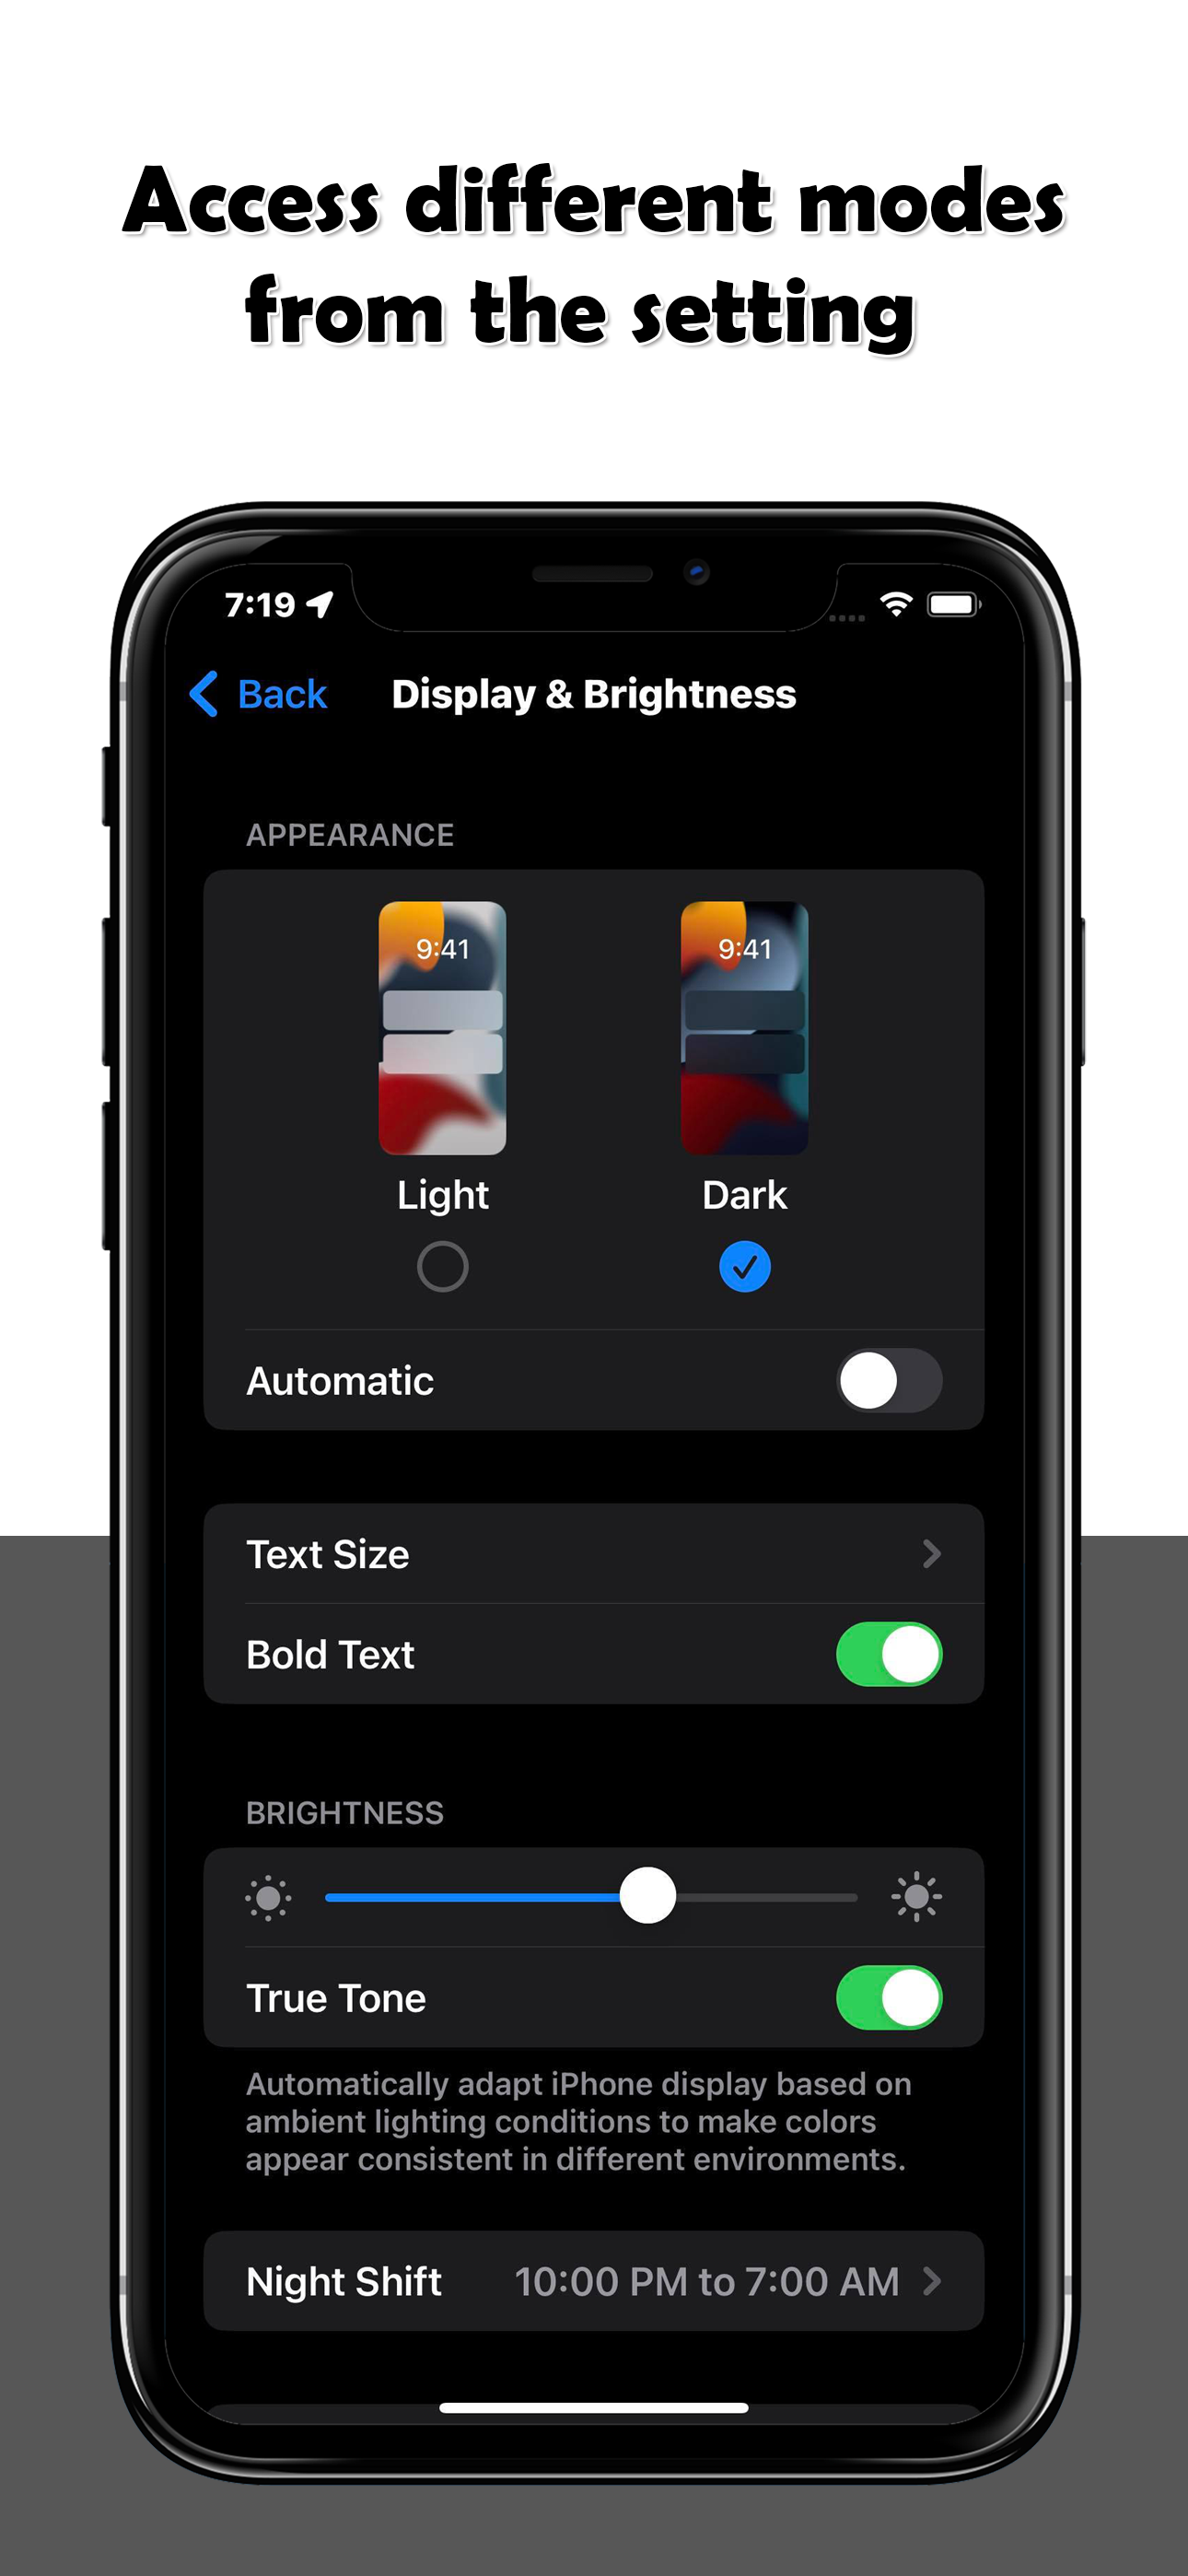 Access different modes
from the setting
7:19
Back Display & Brightness
APPEARANCE
9:41 9:41
Light Dark
Automatic
Text Size
Bold Text
BRIGHTNESS
True Tone
Automatically adapt iPhone display based on
ambient lighting conditions to make colors
appear consistent in different environments.
Night Shift 10:00 PM to 7:00 AM